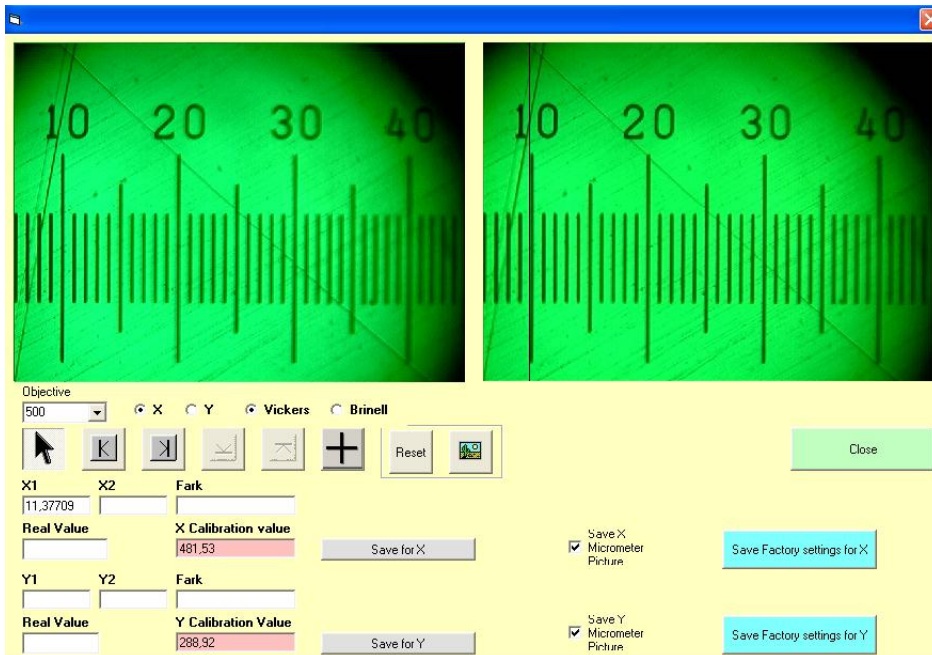 10 20 30 40
10 20 30 40
Objective
500 X Y Vickers Brinell
Reset
Close
X1 X2 Fark
11,37709
Real Value X Calibration value
481,53 Save for X
Save X
Micrometer
Picture
Save Factory settings for X
Y1 Y2 Fark
Real Value Y Calibration Value
288,92 Save for Y
Save Y
Micrometer
Picture
Save Factory settings for Y